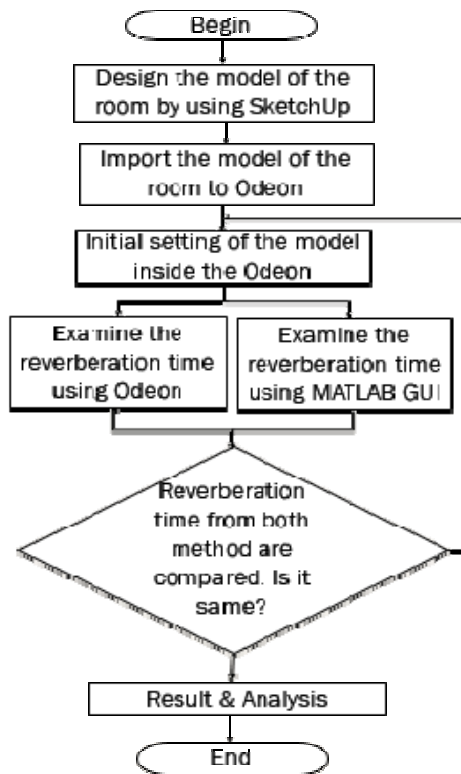 Begin
Design the model of the
room by using SketchUp
Import the model of the
room to Odeon
Initial setting of the model
inside the Odeon
Examine the
reverberation time
using Odeon
Examine the
reverberation time
using MATLAB GUI
Reverberation
time from both
method are
compared. Is it
same?
Result & Analysis
End